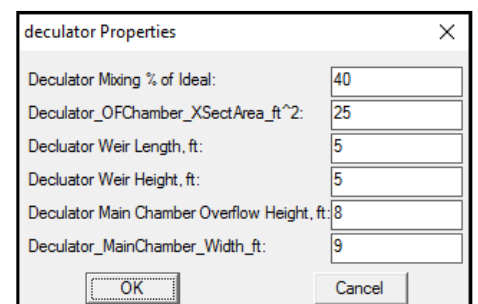 deculator Properties
Deculator Mixing % of Ideal: 40
Deculator_OFChamber_XSectArea_ft^2: 25
Decluator Weir Length, ft: 5
Decluator Weir Height, ft: 5
Deculator Main Chamber Overflow Height, ft: 8
Deculator_MainChamber_Width_ft: 9
OK Cancel